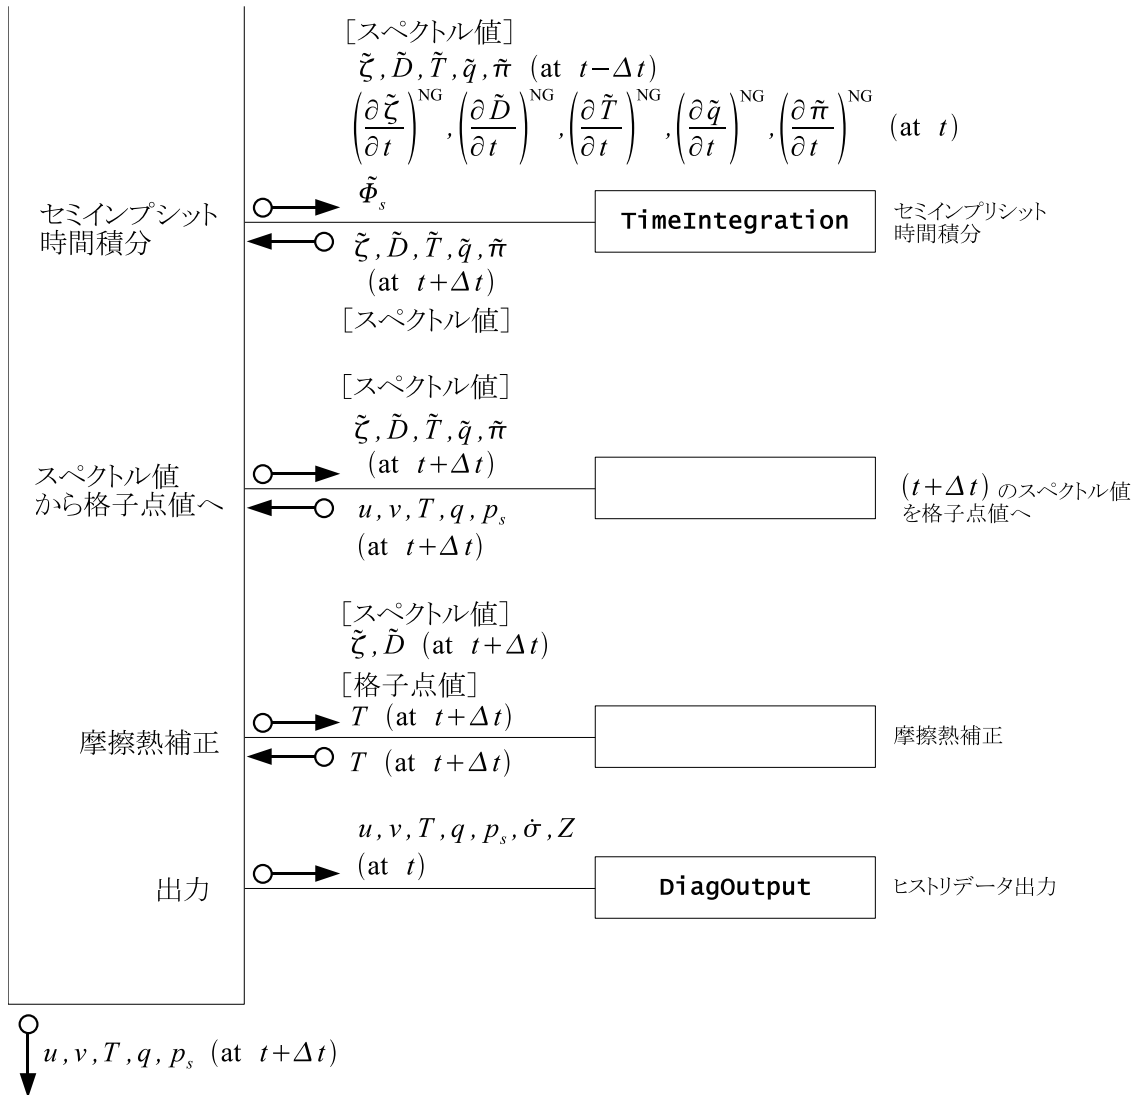 [スペクトル値]
ζ̃, D̃, T̃, q̃, π̃ (at t−Δt)
(∂ζ̃/∂t)^NG, (∂D̃/∂t)^NG, (∂T̃/∂t)^NG, (∂q̃/∂t)^NG, (∂π̃/∂t)^NG (at t)
Φ̃s
セミインプシット
時間積分
TimeIntegration
セミインプリシット
時間積分
ζ̃, D̃, T̃, q̃, π̃
(at t+Δt)
[スペクトル値]
[スペクトル値]
ζ̃, D̃, T̃, q̃, π̃
(at t+Δt)
スペクトル値
から格子点値へ
(t+Δt) のスペクトル値
を格子点値へ
u, v, T, q, ps
(at t+Δt)
[スペクトル値]
ζ̃, D̃ (at t+Δt)
[格子点値]
T (at t+Δt)
摩擦熱補正
摩擦熱補正
T (at t+Δt)
u, v, T, q, ps, σ̇, Z
(at t)
出力
DiagOutput
ヒストリデータ出力
u, v, T, q, ps (at t+Δt)